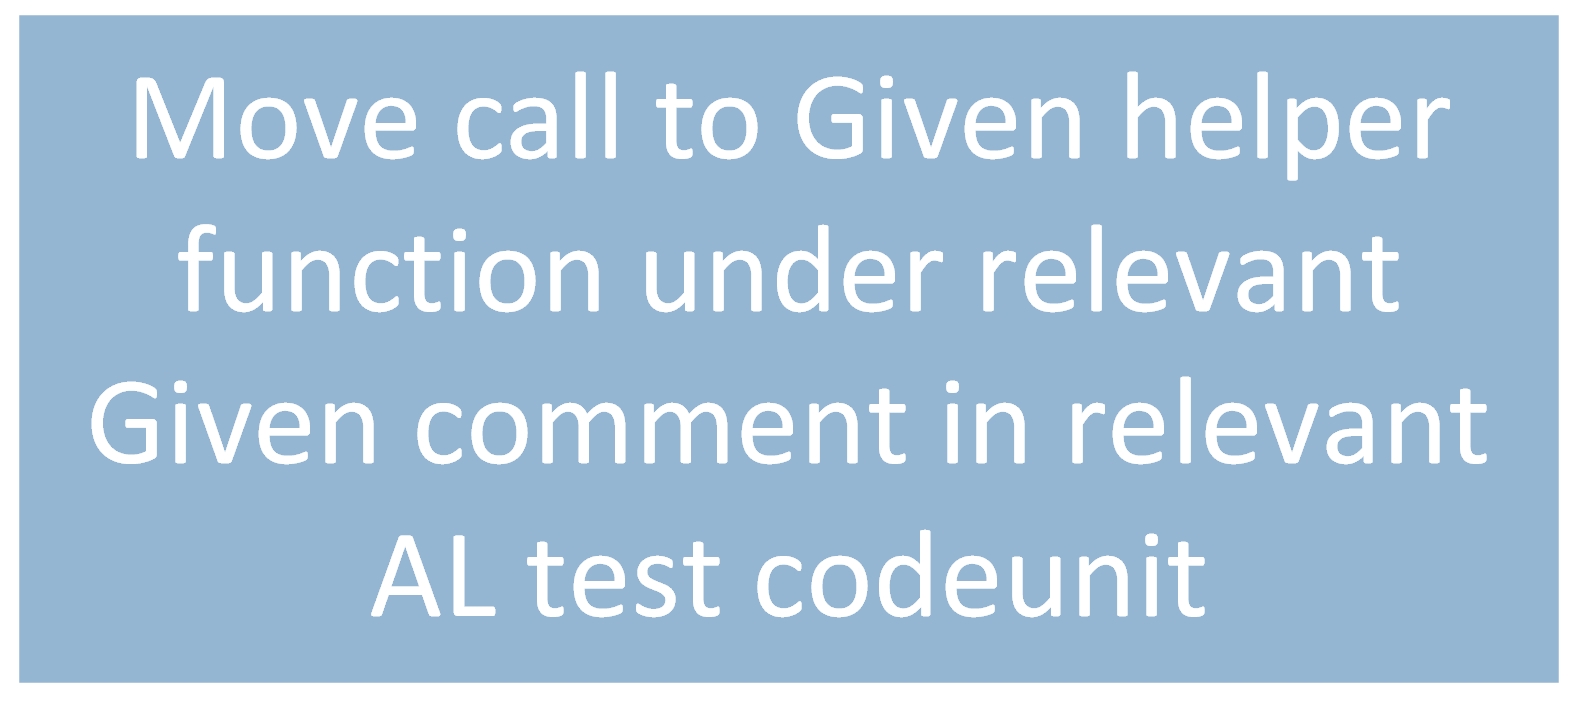 Move call to Given helper
function under relevant
Given comment in relevant
AL test codeunit